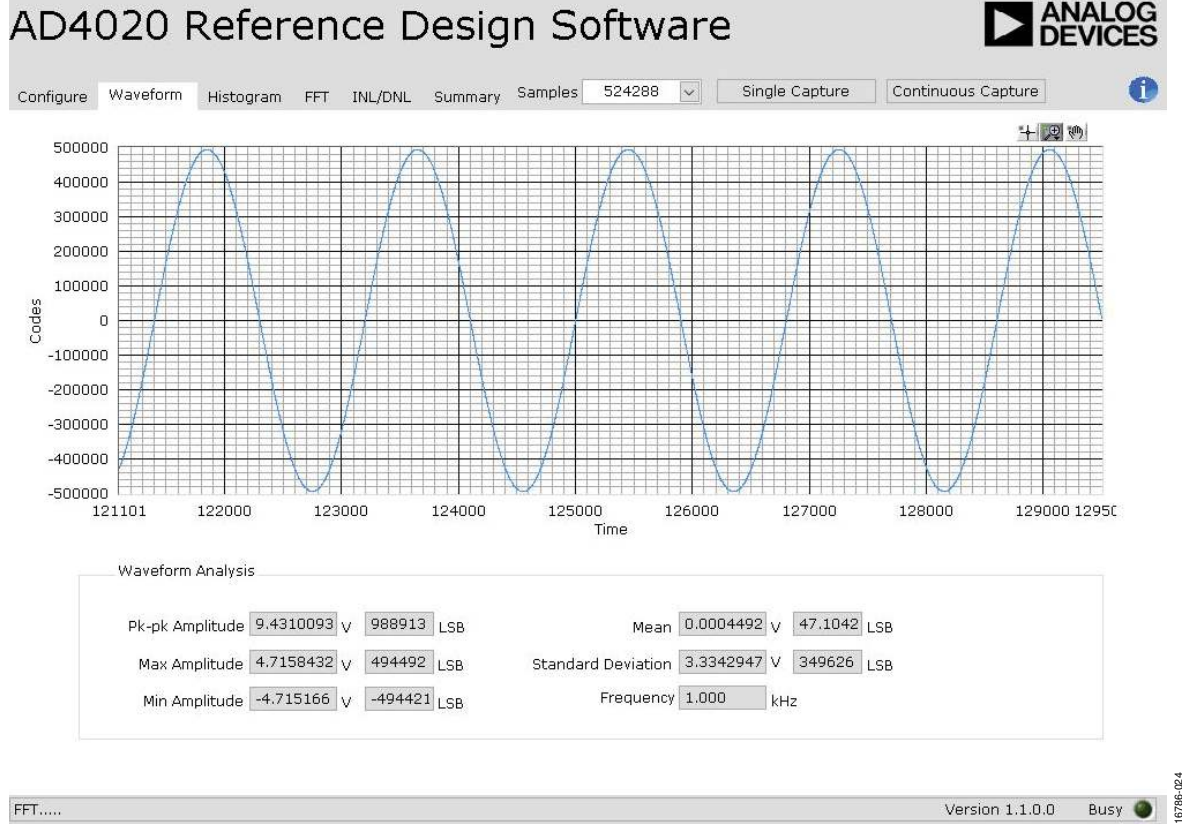 AD4020 Reference Design Software
ANALOG DEVICES
Configure Waveform Histogram FFT INL/DNL Summary Samples 524288 Single Capture Continuous Capture i
500000
400000
300000
200000
100000
0
-100000
-200000
-300000
-400000
-500000
Codes
121101 122000 123000 124000 125000 126000 127000 128000 129000 12950
Time
Waveform Analysis
Pk-pk Amplitude 9.4310093 V 988913 LSB Mean 0.0004492 V 47.1042 LSB
Max Amplitude 4.7158432 V 494492 LSB Standard Deviation 3.3342947 V 349626 LSB
Min Amplitude -4.715166 V -494421 LSB Frequency 1.000 kHz
FFT..... Version 1.1.0.0 Busy
16786-024